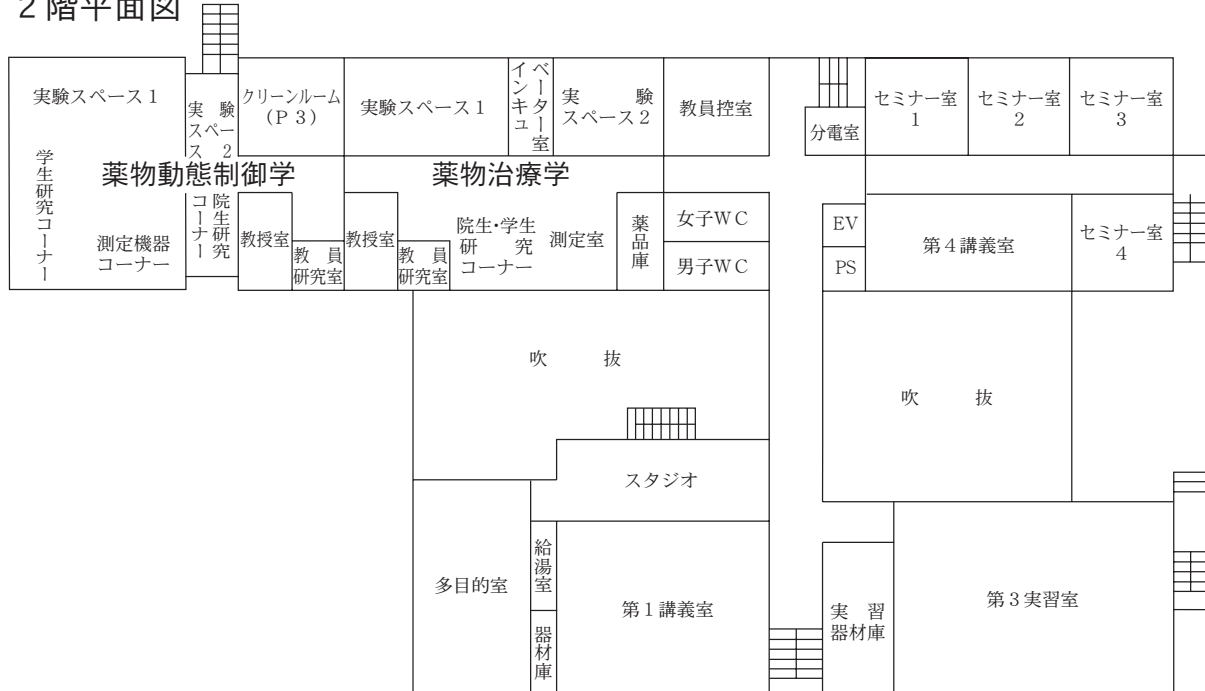 2階平面図
実験スペース1
学生研究コーナー
測定機器
コーナー
実 験
スペー
ス 2
院生研究
コーナー
クリーンルーム
(P 3)
薬物動態制御学
教授室
教 員
研究室
実験スペース1
インキュ
ベーター室
実 験
スペース2
教員控室
薬物治療学
教授室
教 員
研究室
院生・学生
研 究
コーナー
測定室
薬品庫
女子WC
男子WC
分電室
セミナー室
1
セミナー室
2
セミナー室
3
EV
PS
第4講義室
セミナー室
4
吹 抜
吹 抜
スタジオ
多目的室
給湯室
器材庫
第1講義室
実 習
器材庫
第3実習室